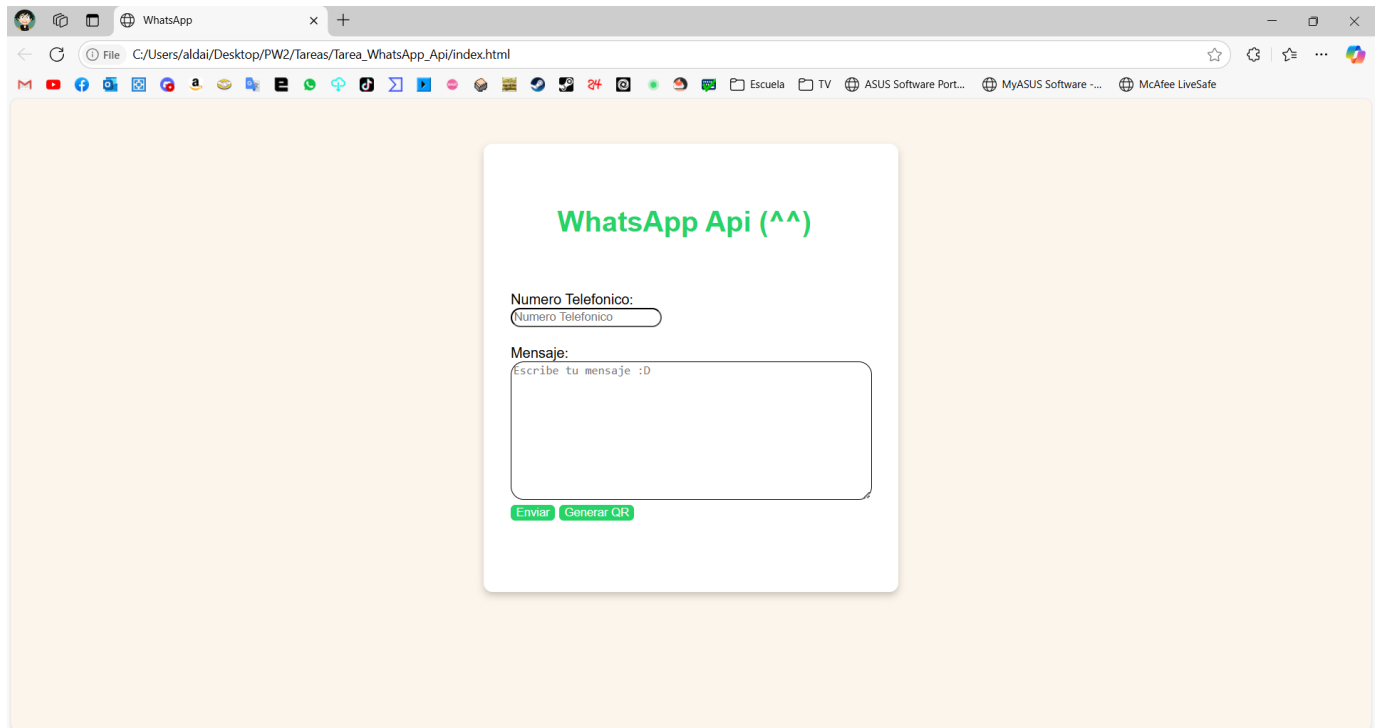 WhatsApp
File C:/Users/aldai/Desktop/PW2/Tareas/Tarea_WhatsApp_Api/index.html
Escuela TV ASUS Software Port... MyASUS Software -... McAfee LiveSafe
WhatsApp Api (^^)
Numero Telefonico:
Numero Telefonico
Mensaje:
Escribe tu mensaje :D
Enviar Generar QR